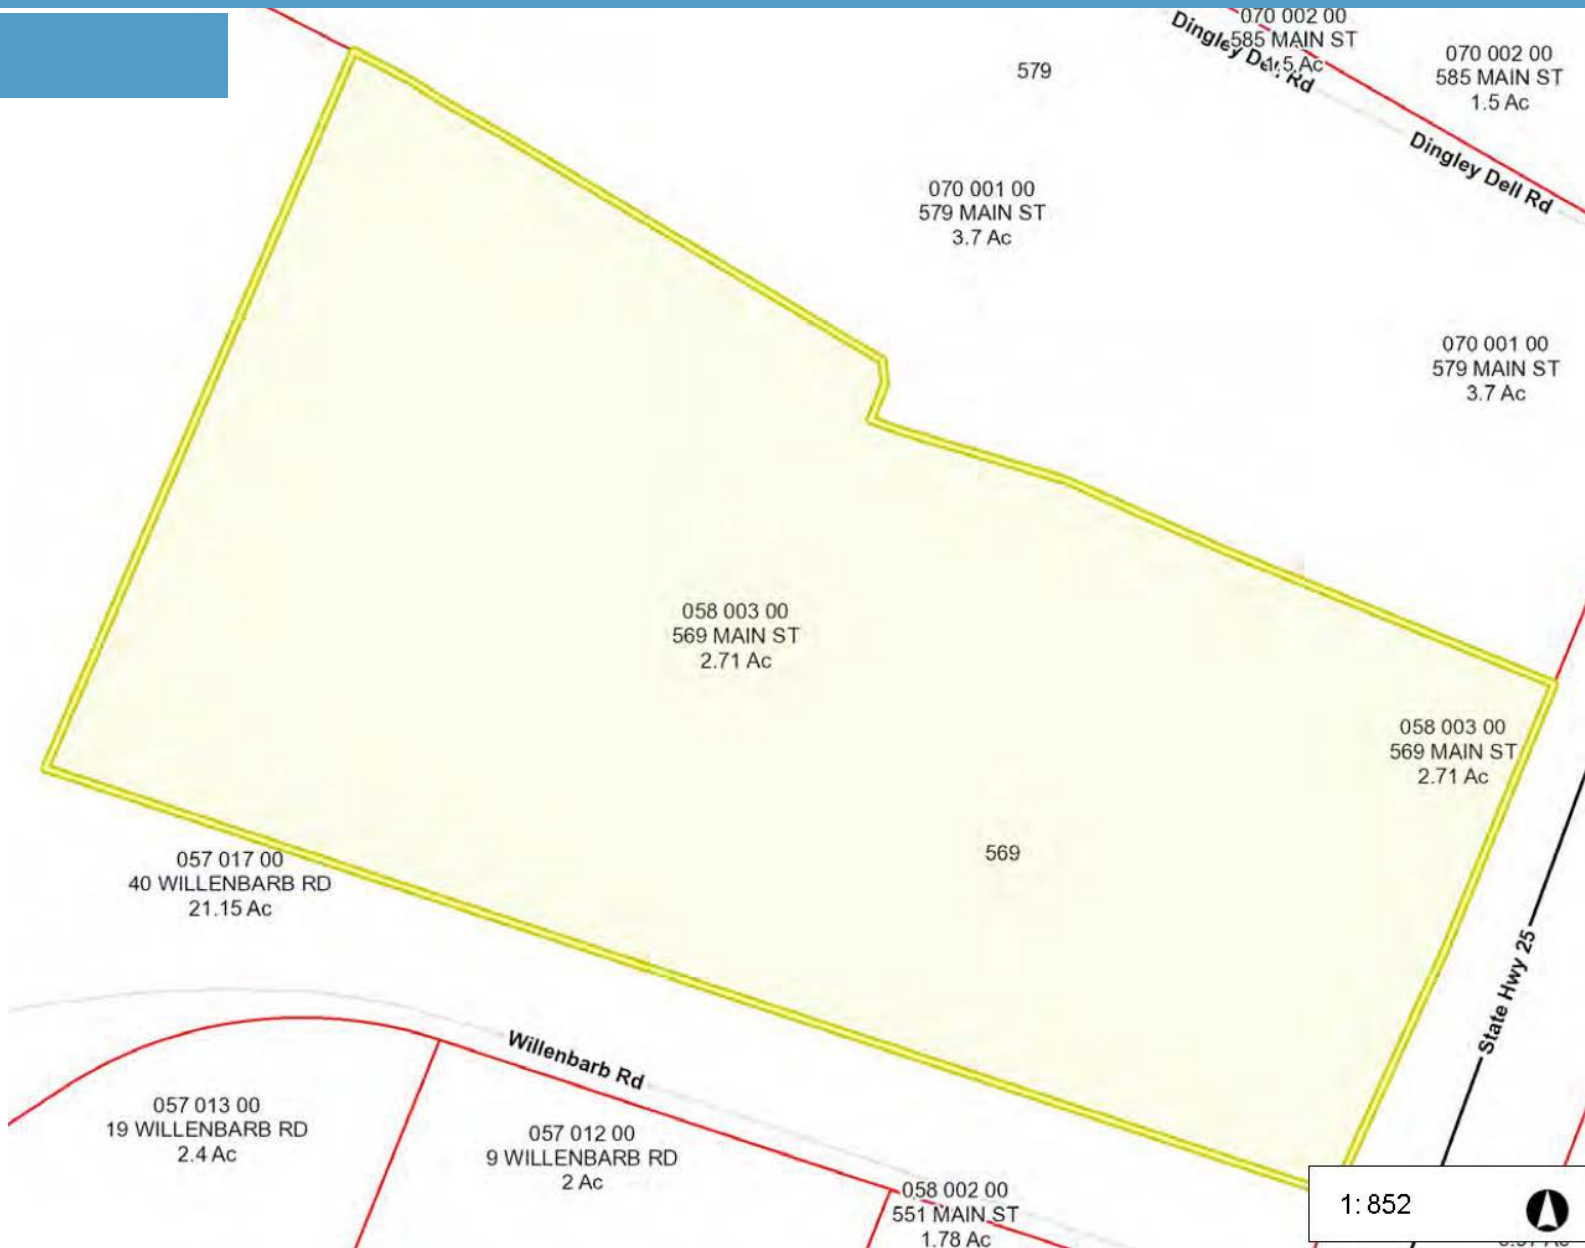 070 002 00
585 MAIN ST
1.5 Ac
Dingley Dell Rd
070 002 00
585 MAIN ST
1.5 Ac
579
Dingley Dell Rd
070 001 00
579 MAIN ST
3.7 Ac
070 001 00
579 MAIN ST
3.7 Ac
058 003 00
569 MAIN ST
2.71 Ac
058 003 00
569 MAIN ST
2.71 Ac
569
057 017 00
40 WILLENBARB RD
21.15 Ac
State Hwy 25
Willenbarb Rd
057 013 00
19 WILLENBARB RD
2.4 Ac
057 012 00
9 WILLENBARB RD
2 Ac
058 002 00
551 MAIN ST
1.78 Ac
1: 852